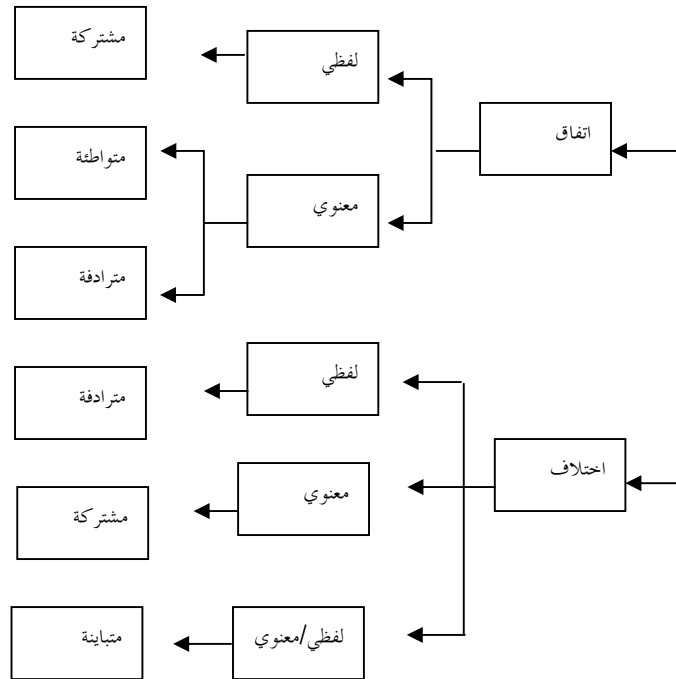 مشتركة
لفظي
اتفاق
متواطئة
معنوي
مترادفة
لفظي
مترادفة
اختلاف
معنوي
مشتركة
لفظي/معنوي
متباينة